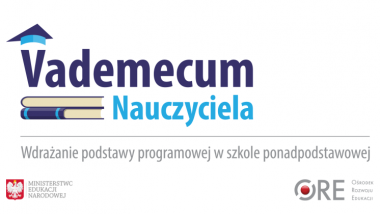 Vademecum
Nauczyciela
Wdrażanie podstawy programowej w szkole ponadpodstawowej
MINISTERSTWO
EDUKACJI
NARODOWEJ
ORE
OŚRODEK
ROZWOJU
EDUKACJI